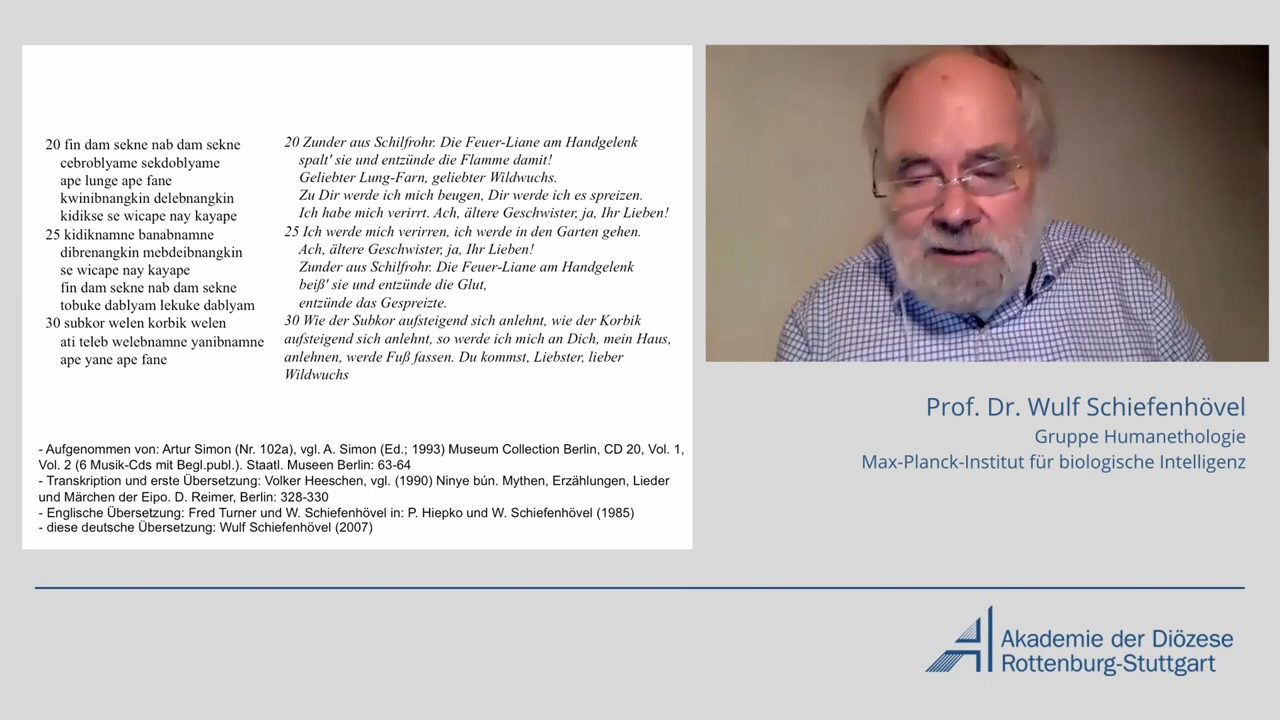 20 fin dam sekne nab dam sekne
cebroblyame sekdoblyame
ape lunge ape fane
kwinibnangkin delebnangkin
kidikse se wicape nay kayape
25 kidiknamne banabnamne
dibrenangkin mebdeibnangkin
se wicape nay kayape
fin dam sekne nab dam sekne
tobuke dablyam lekuke dablyam
30 subkor welen korbik welen
ati teleb welebnamne yanibnamne
ape yane ape fane
20 Zunder aus Schilfrohr. Die Feuer-Liane am Handgelenk
spalt' sie und entzünde die Flamme damit!
Geliebter Lung-Farn, geliebter Wildwuchs.
Zu Dir werde ich mich beugen, Dir werde ich es spreizen.
Ich habe mich verirrt. Ach, ältere Geschwister, ja, Ihr Lieben!
25 Ich werde mich verirren, ich werde in den Garten gehen.
Ach, ältere Geschwister, ja, Ihr Lieben!
Zunder aus Schilfrohr. Die Feuer-Liane am Handgelenk
beiß' sie und entzünde die Glut,
entzünde das Gespreizte.
30 Wie der Subkor aufsteigend sich anlehnt, wie der Korbik
aufsteigend sich anlehnt, so werde ich mich an Dich, mein Haus,
anlehnen, werde Fuß fassen. Du kommst, Liebster, lieber
Wildwuchs
- Aufgenommen von: Artur Simon (Nr. 102a), vgl. A. Simon (Ed.; 1993) Museum Collection Berlin, CD 20, Vol. 1,
Vol. 2 (6 Musik-Cds mit Begl.publ.). Staatl. Museen Berlin: 63-64
- Transkription und erste Übersetzung: Volker Heeschen, vgl. (1990) Ninye bún. Mythen, Erzählungen, Lieder
und Märchen der Eipo. D. Reimer, Berlin: 328-330
- Englische Übersetzung: Fred Turner und W. Schiefenhövel in: P. Hiepko und W. Schiefenhövel (1985)
- diese deutsche Übersetzung: Wulf Schiefenhövel (2007)
Prof. Dr. Wulf Schiefenhövel
Gruppe Humanethologie
Max-Planck-Institut für biologische Intelligenz
Akademie der Diözese
Rottenburg-Stuttgart